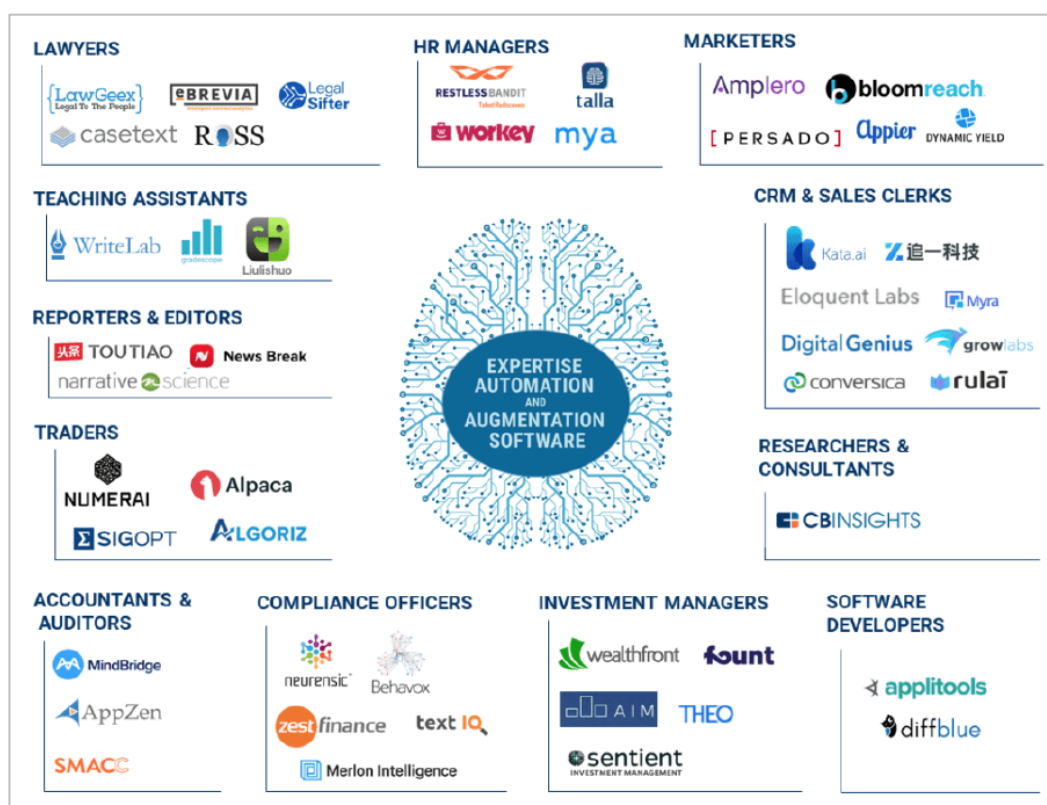 LAWYERS
{LawGeex}
Legal To The People
eBREVIA
Legal
Sifter
casetext
ROSS
HR MANAGERS
RESTLESSBANDIT
Talent Rediscovery
talla
workey
mya
MARKETERS
Amplero
bloomreach
[PERSADO]
appier
DYNAMIC YIELD
TEACHING ASSISTANTS
WriteLab
gradescope
Liulishuo
CRM & SALES CLERKS
Kata.ai
追一科技
Eloquent Labs
Myra
DigitalGenius
growlabs
conversica
rulai
REPORTERS & EDITORS
头条 TOUTIAO
News Break
narrative science
EXPERTISE
AUTOMATION
AND
AUGMENTATION
SOFTWARE
TRADERS
NUMERAI
Alpaca
SIGOPT
ALGORIZ
RESEARCHERS &
CONSULTANTS
CBINSIGHTS
ACCOUNTANTS &
AUDITORS
MindBridge
AppZen
SMACC
COMPLIANCE OFFICERS
neurensic
Behavox
zestfinance
text IQ
Merlon Intelligence
INVESTMENT MANAGERS
wealthfront
fount
AIM
THEO
sentient
INVESTMENT MANAGEMENT
SOFTWARE
DEVELOPERS
applitools
diffblue